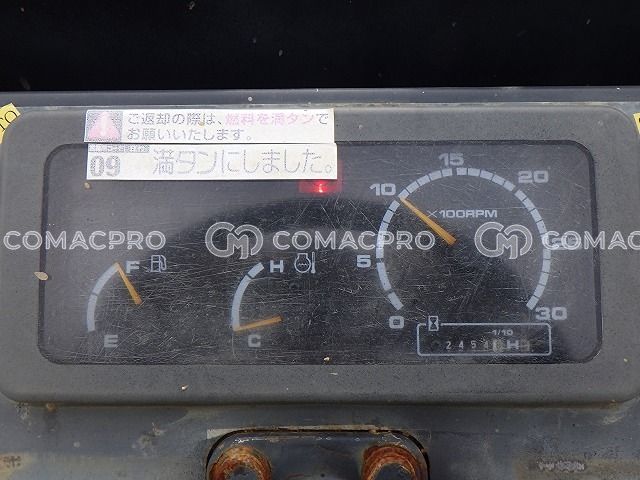 ご返却の際は、燃料を満タンで
お願いいたします。
09 満タンにしました。
COMACPRO
COMACPRO
COMACPRO
F
E
H
C
0
5
10
15
20
30
X100RPM
1/10
H